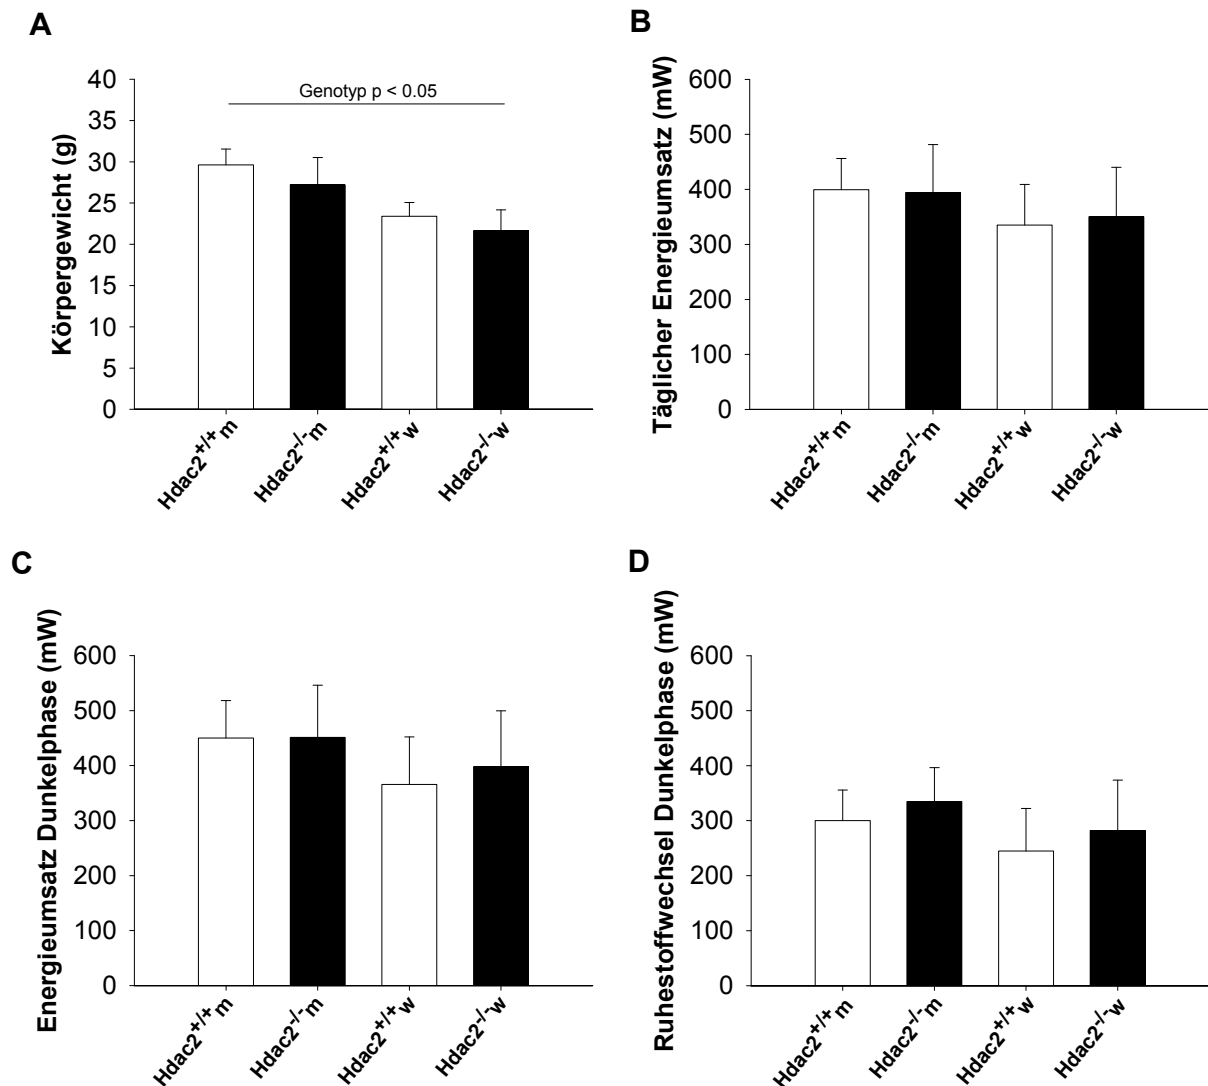 A
Körpergewicht (g)
40
35
30
25
20
15
10
5
0
Genotyp p < 0.05
Hdac2+/+m
Hdac2-/-m
Hdac2+/+w
Hdac2-/-w
B
Täglicher Energieumsatz (mW)
600
500
400
300
200
100
0
Hdac2+/+m
Hdac2-/-m
Hdac2+/+w
Hdac2-/-w
C
Energieumsatz Dunkelphase (mW)
600
500
400
300
200
100
0
Hdac2+/+m
Hdac2-/-m
Hdac2+/+w
Hdac2-/-w
D
Ruhestoffwechsel Dunkelphase (mW)
600
500
400
300
200
100
0
Hdac2+/+m
Hdac2-/-m
Hdac2+/+w
Hdac2-/-w